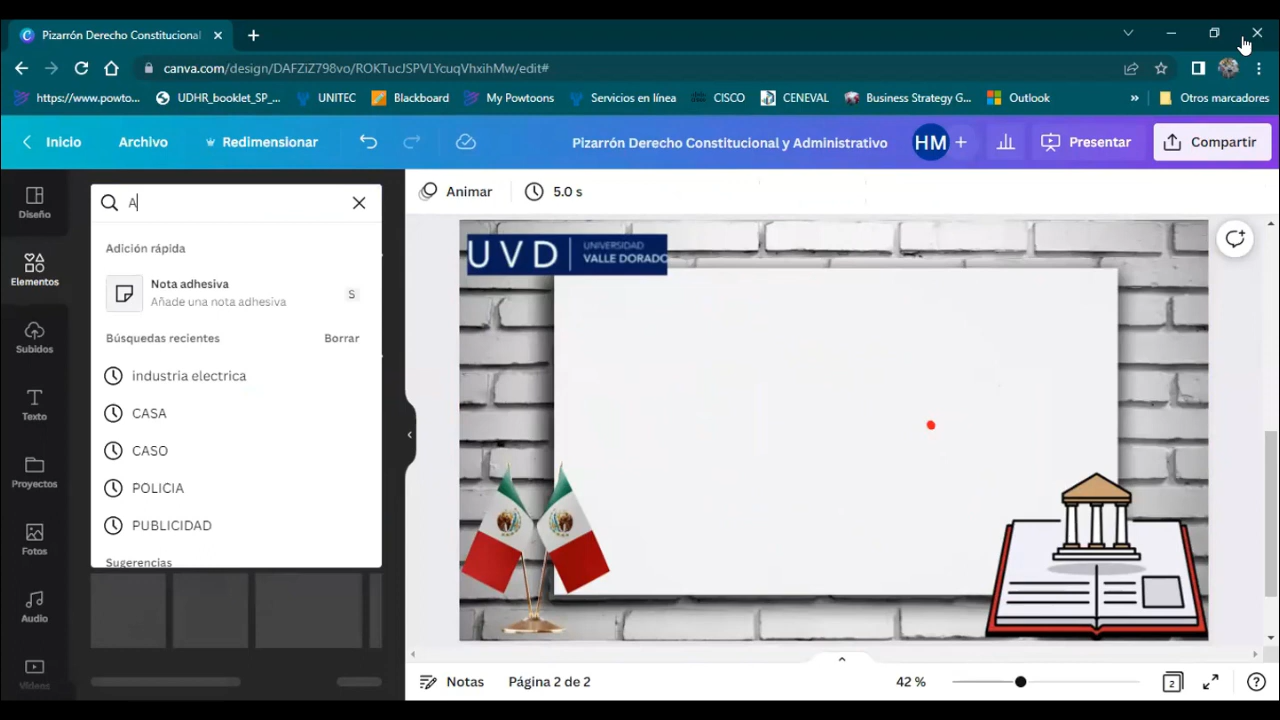 Pizarrón Derecho Constitucional
canva.com/design/DAFZiZ798vo/ROKTucJSPVLYcuqVhxihMw/edit#
https://www.powto... UDHR_booklet_SP_... UNITEC Blackboard My Powtoons Servicios en línea CISCO CENEVAL Business Strategy G... Outlook » Otros marcadores
Inicio Archivo Redimensionar Pizarrón Derecho Constitucional y Administrativo HM + Presentar Compartir
Diseño
Elementos
Subidos
Texto
Proyectos
Fotos
Audio
Videos
A
Adición rápida
Nota adhesiva
Añade una nota adhesiva
S
Búsquedas recientes Borrar
industria electrica
CASA
CASO
POLICIA
PUBLICIDAD
Sugerencias
Animar 5.0 s
UVD UNIVERSIDAD
VALLE DORADO
Notas Página 2 de 2 42 % 2